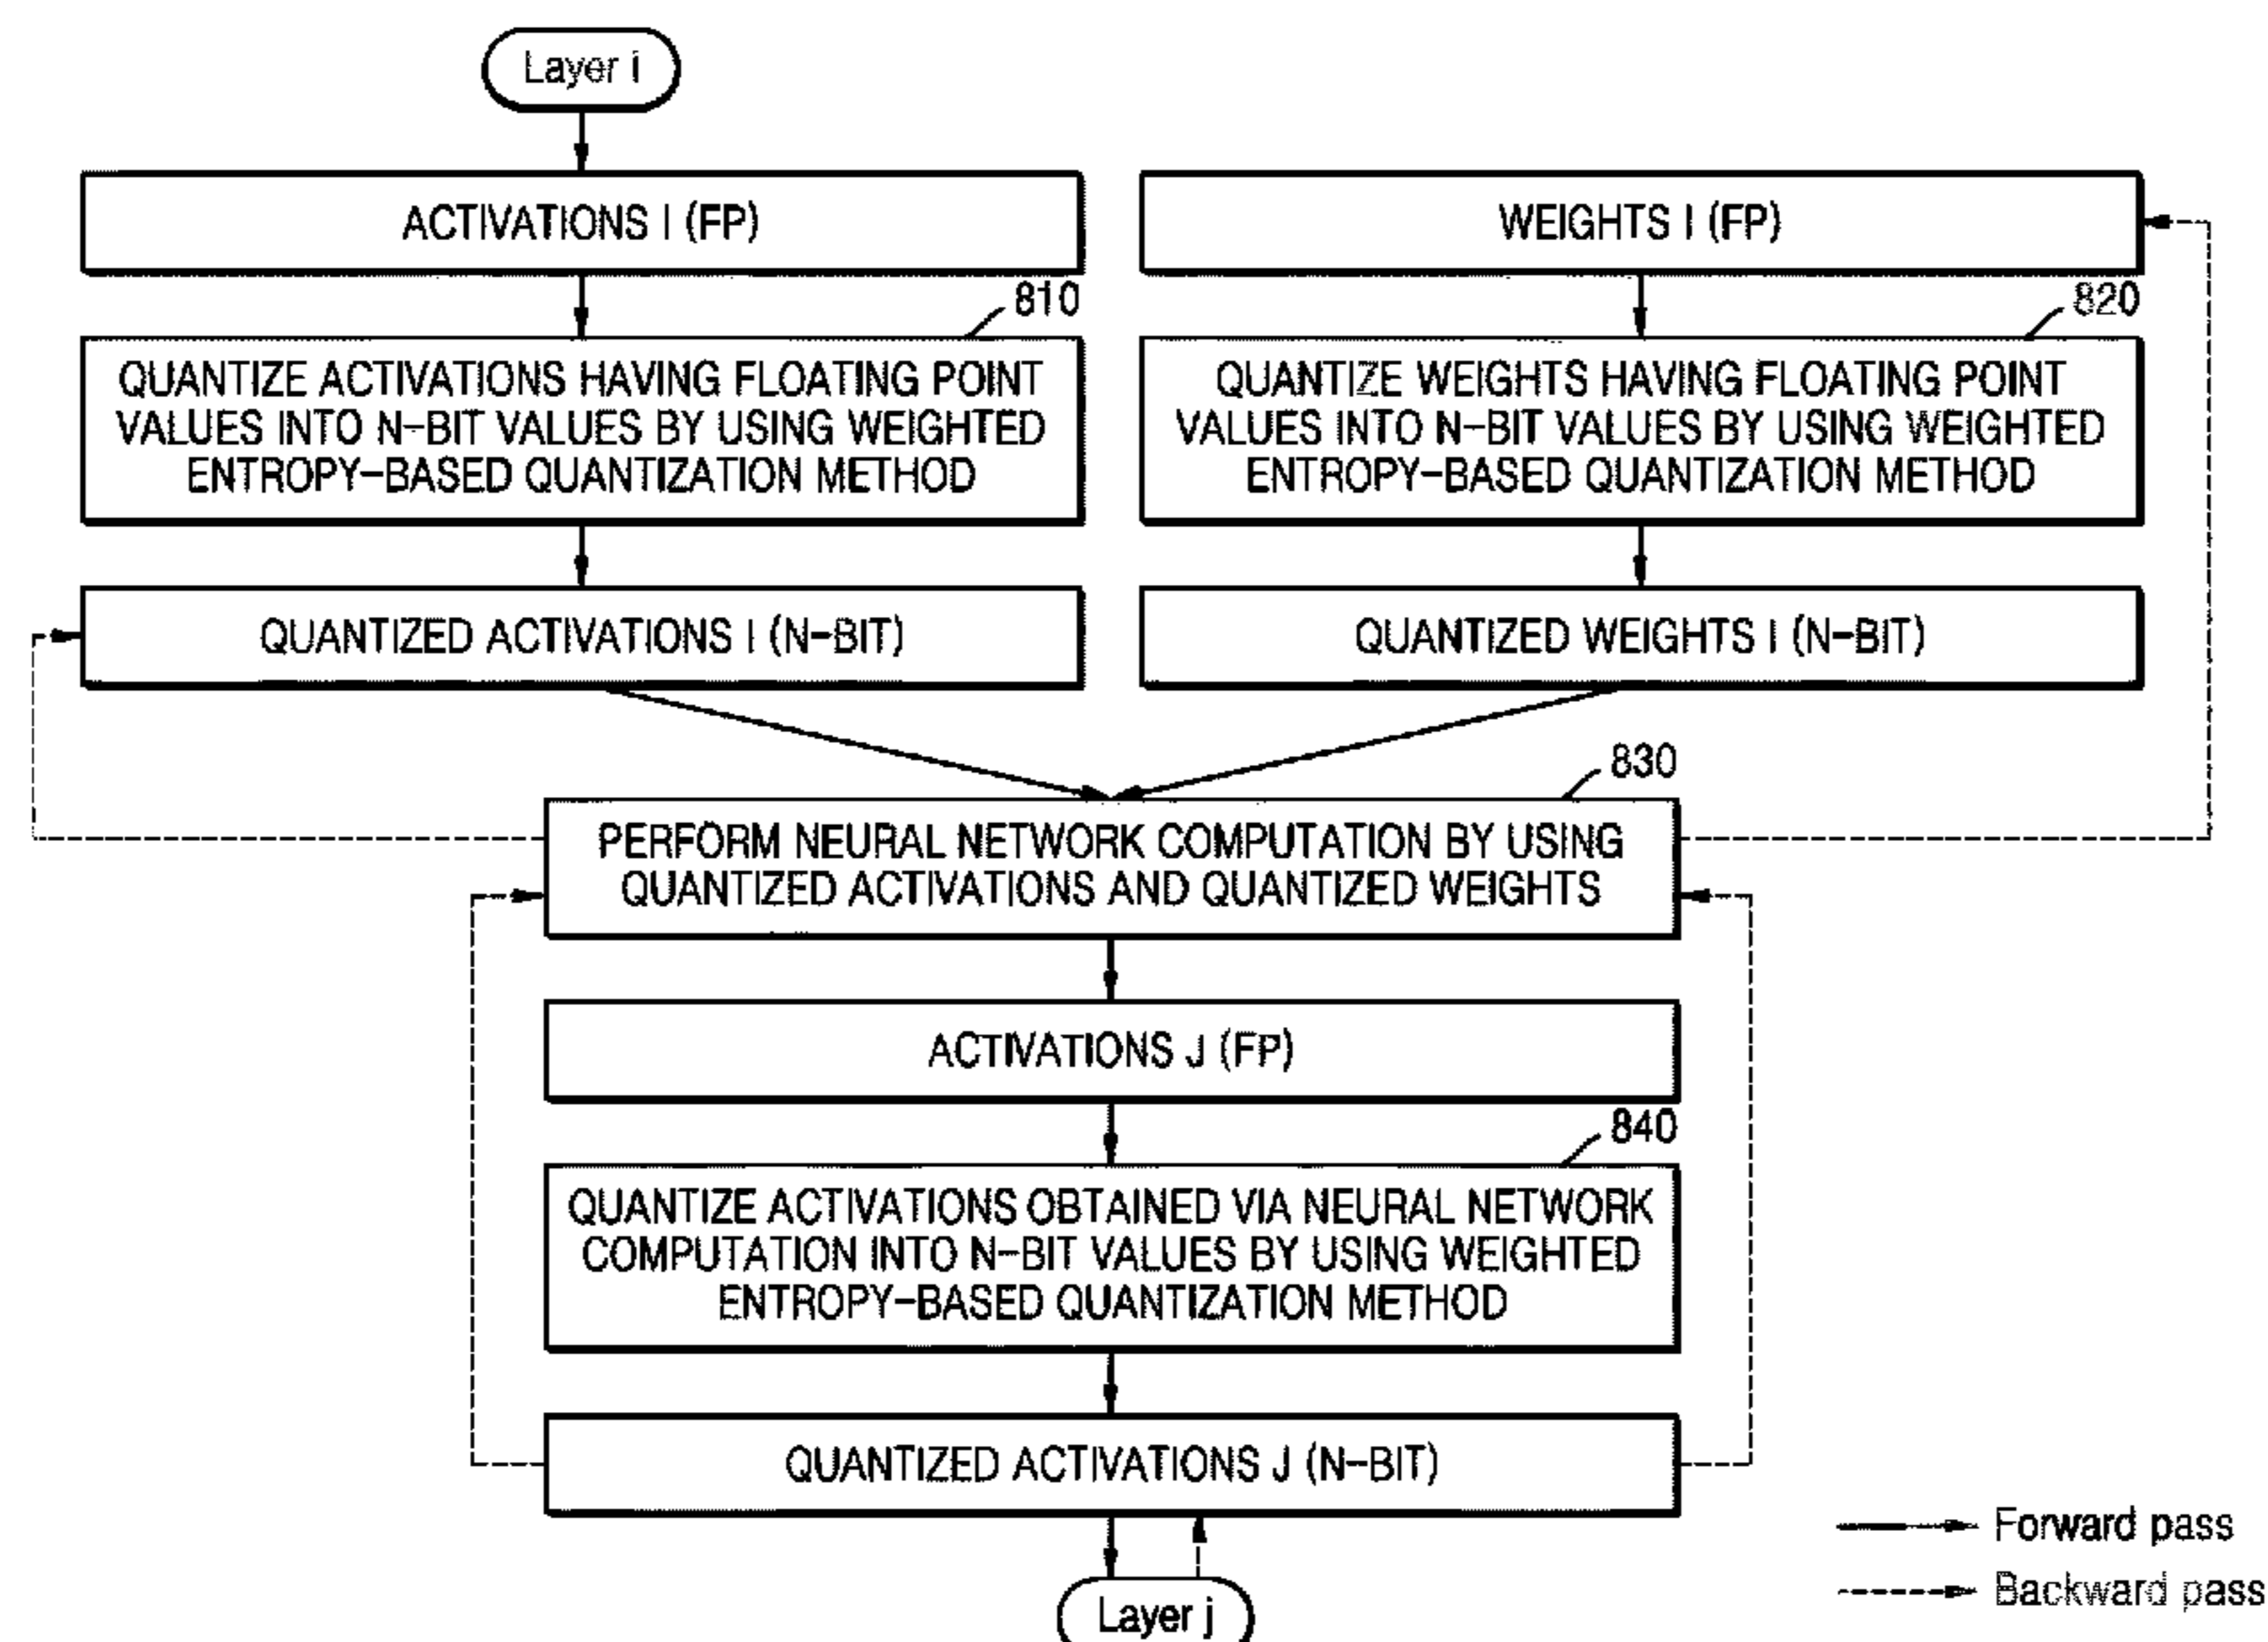 Layer i
ACTIVATIONS I (FP)
WEIGHTS I (FP)
810
820
QUANTIZE ACTIVATIONS HAVING FLOATING POINT
VALUES INTO N-BIT VALUES BY USING WEIGHTED
ENTROPY-BASED QUANTIZATION METHOD
QUANTIZE WEIGHTS HAVING FLOATING POINT
VALUES INTO N-BIT VALUES BY USING WEIGHTED
ENTROPY-BASED QUANTIZATION METHOD
QUANTIZED ACTIVATIONS I (N-BIT)
QUANTIZED WEIGHTS I (N-BIT)
830
PERFORM NEURAL NETWORK COMPUTATION BY USING
QUANTIZED ACTIVATIONS AND QUANTIZED WEIGHTS
ACTIVATIONS J (FP)
840
QUANTIZE ACTIVATIONS OBTAINED VIA NEURAL NETWORK
COMPUTATION INTO N-BIT VALUES BY USING WEIGHTED
ENTROPY-BASED QUANTIZATION METHOD
QUANTIZED ACTIVATIONS J (N-BIT)
Forward pass
Backward pass
Layer j